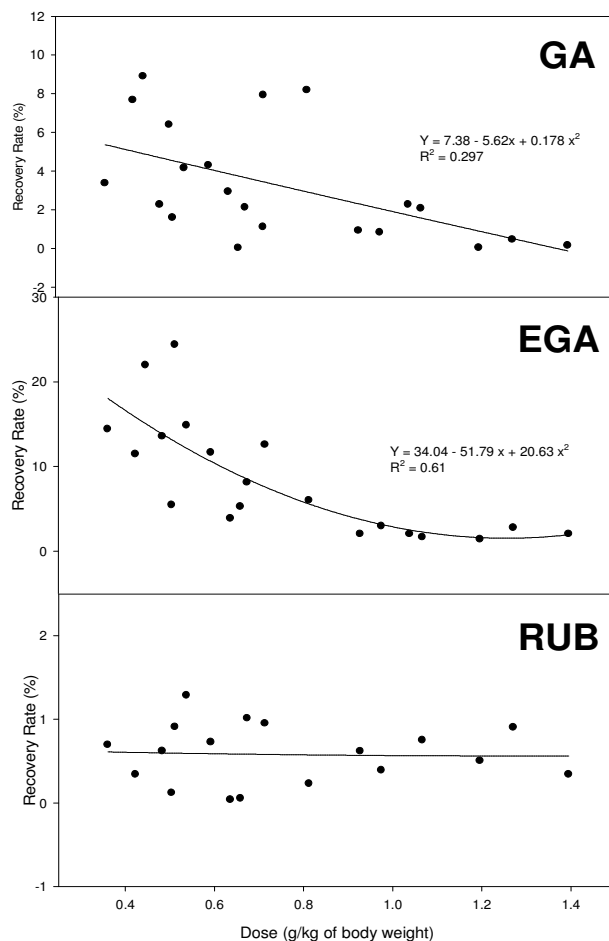 GA
12
10
8
6
4
2
0
-2
Recovery Rate (%)
Y = 7.38 - 5.62x + 0.178 x²
R² = 0.297
EGA
30
20
10
0
Recovery Rate (%)
Y = 34.04 - 51.79 x + 20.63 x²
R² = 0.61
RUB
2
1
0
-1
Recovery Rate (%)
0.4 0.6 0.8 1.0 1.2 1.4
Dose (g/kg of body weight)